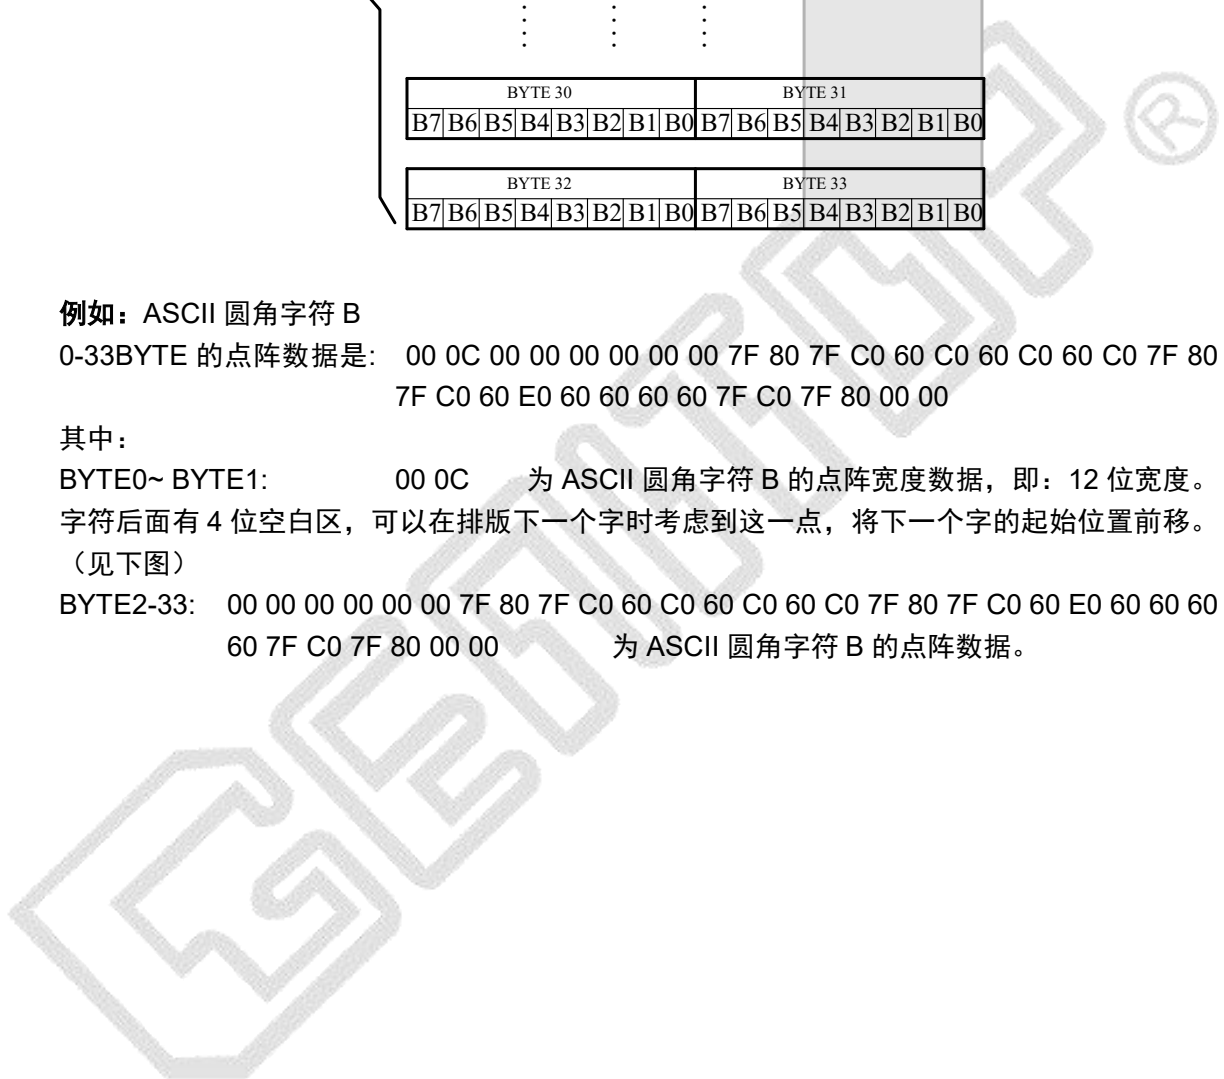 BYTE 30 BYTE 31
B7 B6 B5 B4 B3 B2 B1 B0 B7 B6 B5 B4 B3 B2 B1 B0
BYTE 32 BYTE 33
B7 B6 B5 B4 B3 B2 B1 B0 B7 B6 B5 B4 B3 B2 B1 B0
例如：ASCII 圆角字符 B
0-33BYTE 的点阵数据是: 00 0C 00 00 00 00 00 00 7F 80 7F C0 60 C0 60 C0 60 C0 7F 80
7F C0 60 E0 60 60 60 60 7F C0 7F 80 00 00
其中：
BYTE0~ BYTE1: 00 0C 为 ASCII 圆角字符 B 的点阵宽度数据，即：12 位宽度。
字符后面有 4 位空白区，可以在排版下一个字时考虑到这一点，将下一个字的起始位置前移。
（见下图）
BYTE2-33: 00 00 00 00 00 00 7F 80 7F C0 60 C0 60 C0 60 C0 7F 80 7F C0 60 E0 60 60 60
60 7F C0 7F 80 00 00 为 ASCII 圆角字符 B 的点阵数据。
GENITOP ®